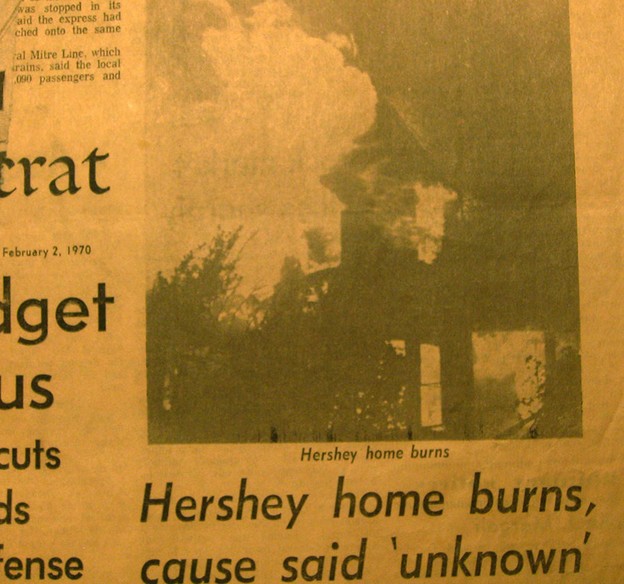 was stopped in its
aid the express had
ched onto the same
al Mitre Line, which
rains, said the local
,090 passengers and
crat
February 2, 1970
dget
us
cuts
ds
fense
Hershey home burns
Hershey home burns,
cause said 'unknown'